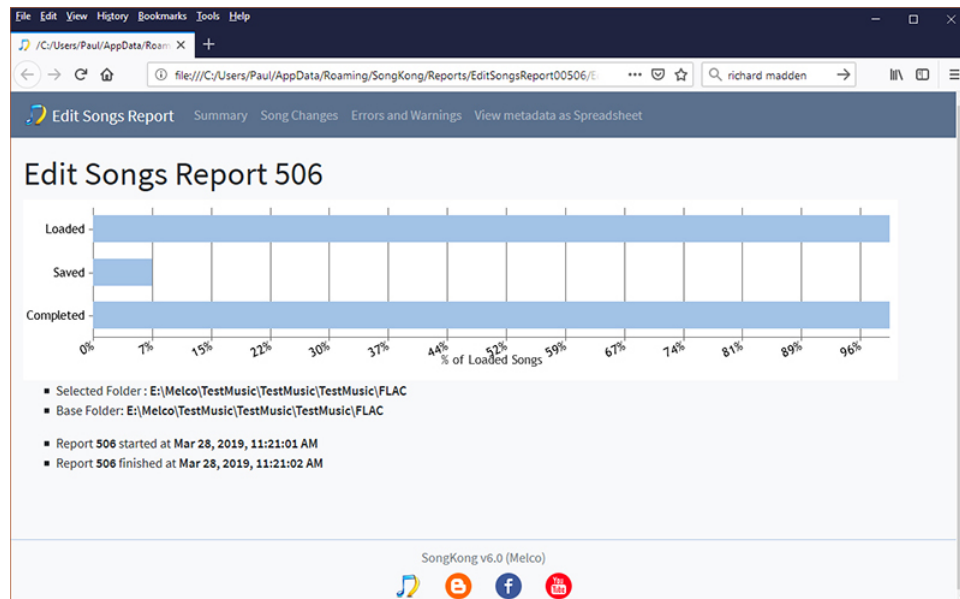 File Edit View History Bookmarks Tools Help
/C:/Users/Paul/AppData/Roam
file:///C:/Users/Paul/AppData/Roaming/SongKong/Reports/EditSongsReport00506/E
richard madden
Edit Songs Report Summary Song Changes Errors and Warnings View metadata as Spreadsheet
Edit Songs Report 506
Loaded
Saved
Completed
0% 7% 15% 22% 30% 37% 44% 52% 59% 67% 74% 81% 89% 96%
% of Loaded Songs
Selected Folder : E:\Melco\TestMusic\TestMusic\TestMusic\FLAC
Base Folder: E:\Melco\TestMusic\TestMusic\TestMusic\FLAC
Report 506 started at Mar 28, 2019, 11:21:01 AM
Report 506 finished at Mar 28, 2019, 11:21:02 AM
SongKong v6.0 (Melco)
You Tube